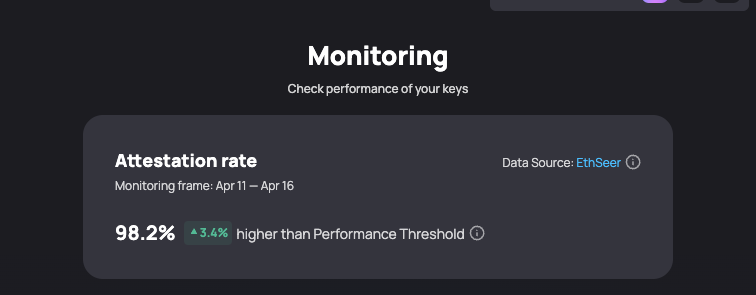 Monitoring
Check performance of your keys
Attestation rate
Data Source: EthSeer
Monitoring frame: Apr 11 — Apr 16
98.2% 3.4% higher than Performance Threshold